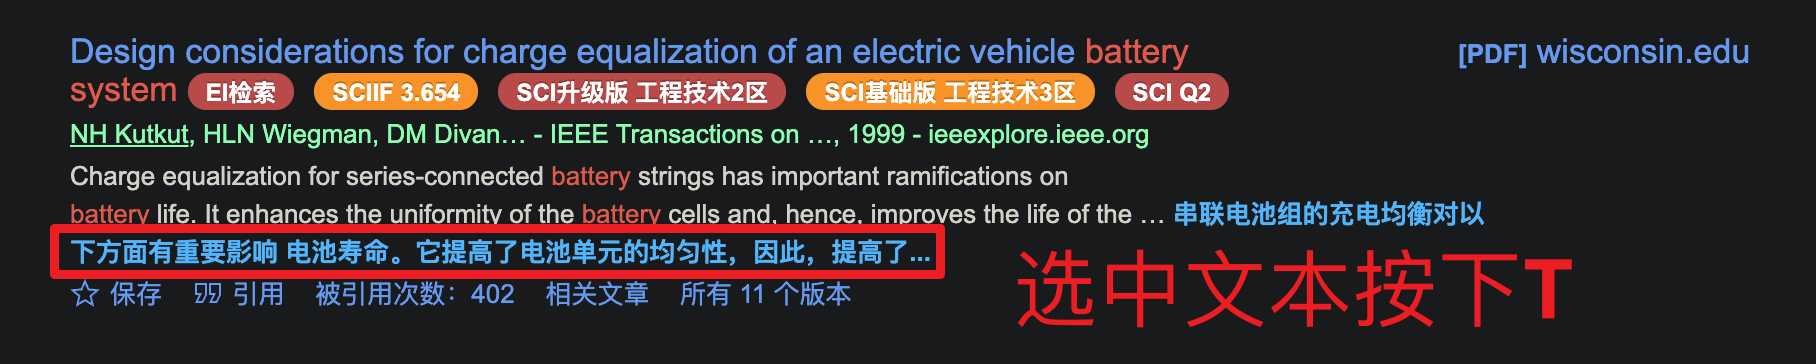 Design considerations for charge equalization of an electric vehicle battery
[PDF] wisconsin.edu
system EI检索 SCIIF 3.654 SCI升级版 工程技术2区 SCI基础版 工程技术3区 SCI Q2
NH Kutkut, HLN Wiegman, DM Divan… - IEEE Transactions on …, 1999 - ieeexplore.ieee.org
Charge equalization for series-connected battery strings has important ramifications on
battery life. It enhances the uniformity of the battery cells and, hence, improves the life of the … 串联电池组的充电均衡对以
下方面有重要影响 电池寿命。它提高了电池单元的均匀性，因此，提高了...
保存 引用 被引用次数：402 相关文章 所有 11 个版本
选中文本按下T